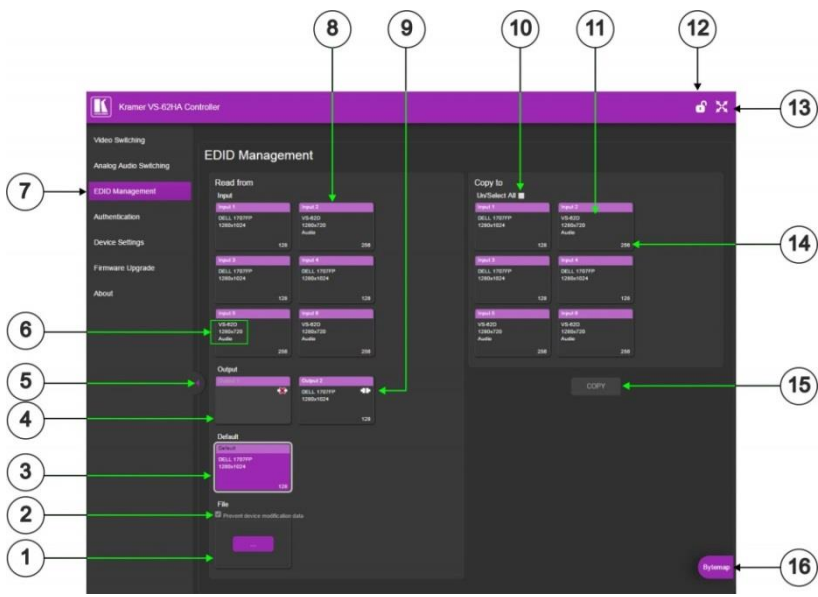 8
9
10
11
12
K
Kramer VS-62HA Controller
13
Video Switching
Analog Audio Switching
EDID Management
Authentication
Device Settings
Firmware Upgrade
About
7
6
5
4
3
2
1
EDID Management
Read from
Input
Input 1
DELL 1707FP
1280x1024
128
Input 2
VS-62D
1280x720
Audio
256
Input 3
DELL 1707FP
1280x1024
128
Input 4
DELL 1707FP
1280x1024
128
Input 5
VS-62D
1280x720
Audio
256
Input 6
VS-62D
1280x720
Audio
256
Output
Output 1
Output 2
DELL 1707FP
1280x1024
128
Default
Default
DELL 1707FP
1280x1024
128
File
Prevent device modification data
...
Copy to
Un/Select All
Input 1
DELL 1707FP
1280x1024
128
Input 2
VS-62D
1280x720
Audio
256
Input 3
DELL 1707FP
1280x1024
128
Input 4
DELL 1707FP
1280x1024
128
Input 5
VS-62D
1280x720
Audio
256
Input 6
VS-62D
1280x720
Audio
256
14
COPY
15
Bytemap
16